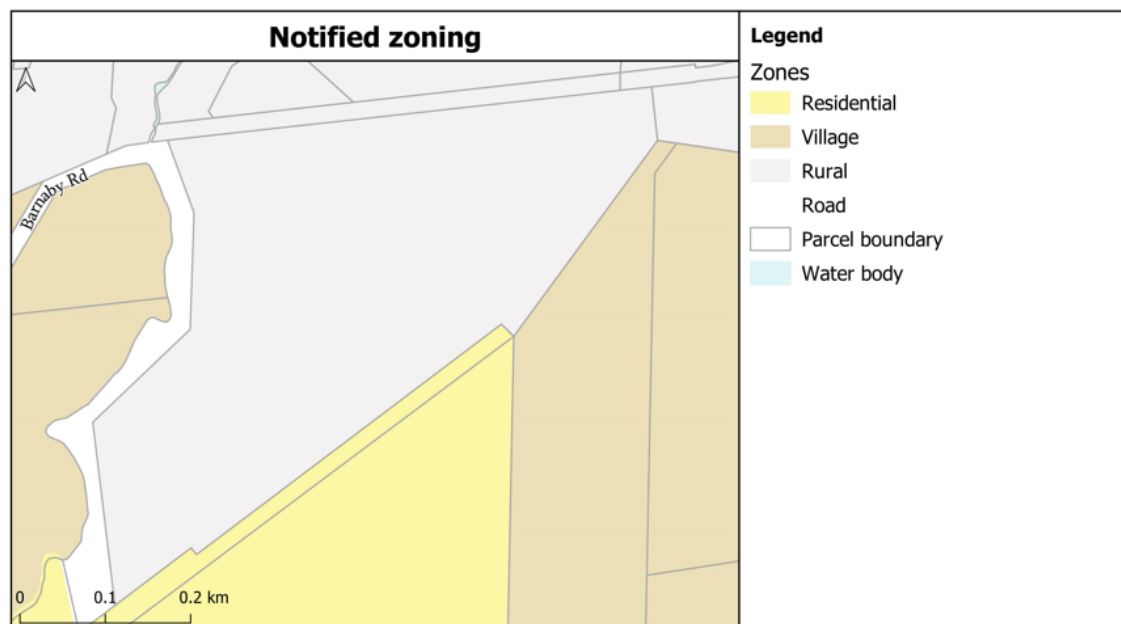 Notified zoning
Barnaby Rd
0 0.1 0.2 km
Legend
Zones
Residential
Village
Rural
Road
Parcel boundary
Water body